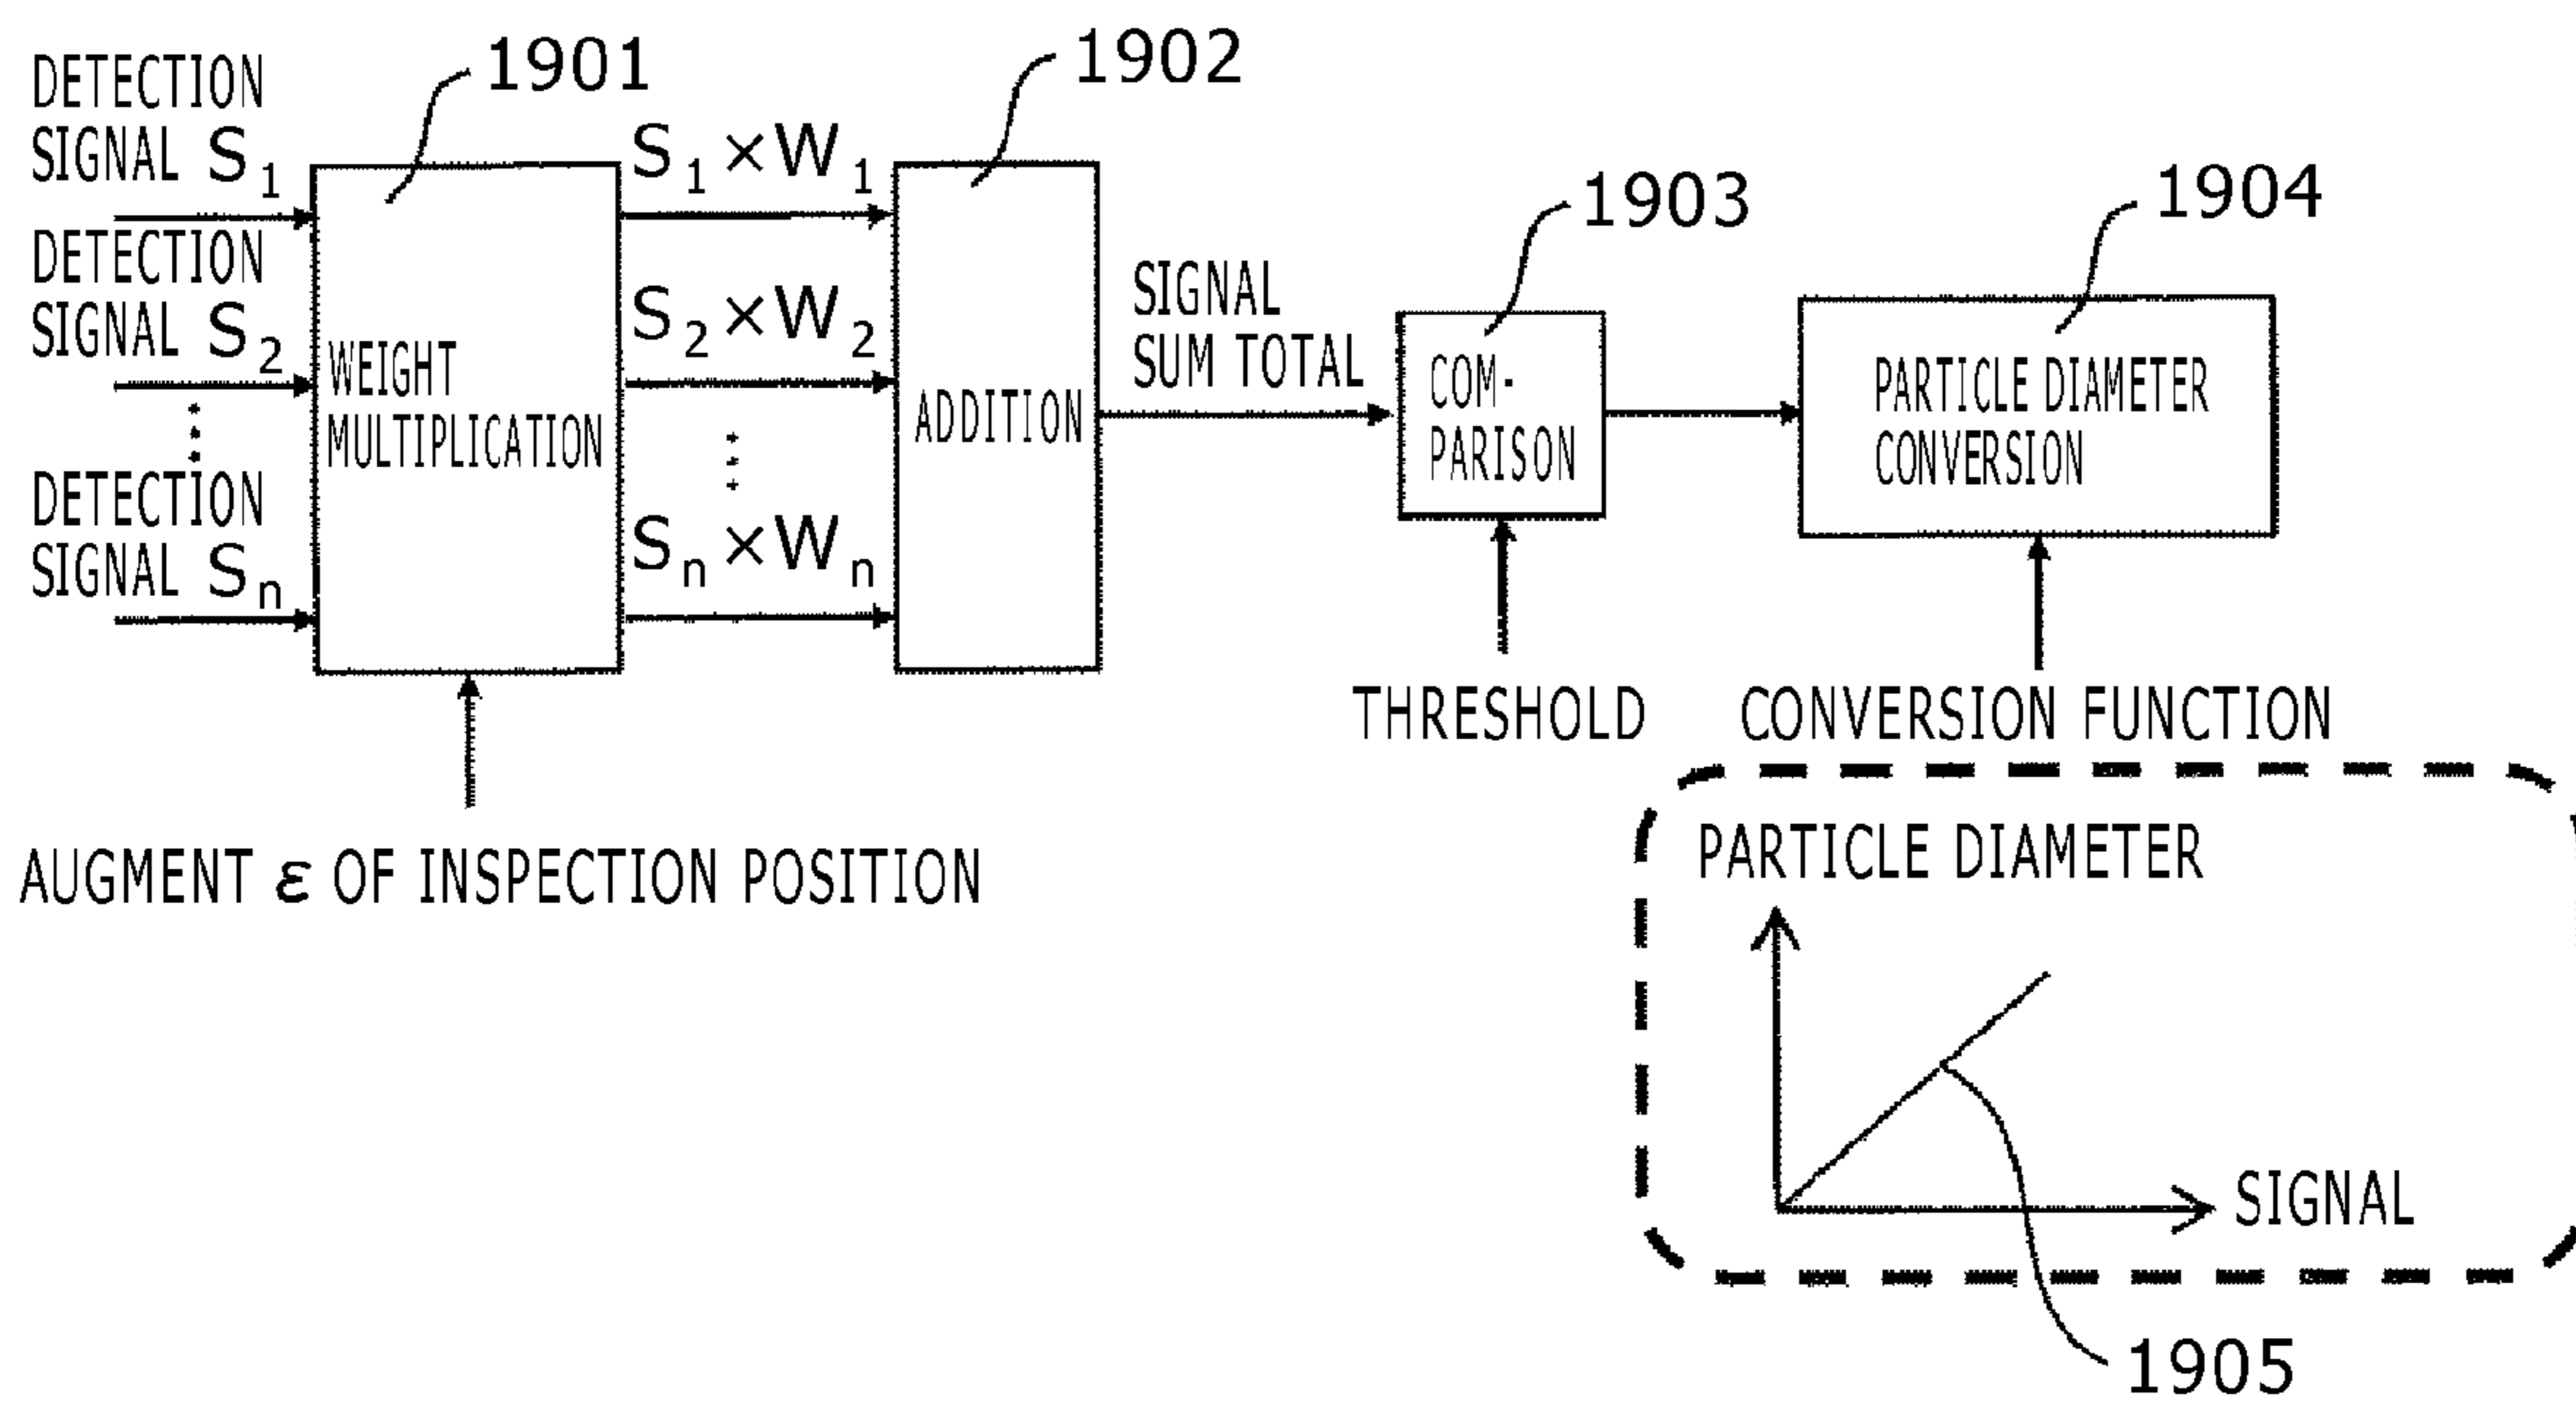 1901
1902
1903
1904
DETECTION
SIGNAL S1
DETECTION
SIGNAL S2
DETECTION
SIGNAL Sn
WEIGHT
MULTIPLICATION
S1×W1
S2×W2
Sn×Wn
ADDITION
SIGNAL
SUM TOTAL
COM-
PARISON
PARTICLE DIAMETER
CONVERSION
AUGMENT ε OF INSPECTION POSITION
THRESHOLD
CONVERSION FUNCTION
PARTICLE DIAMETER
SIGNAL
1905